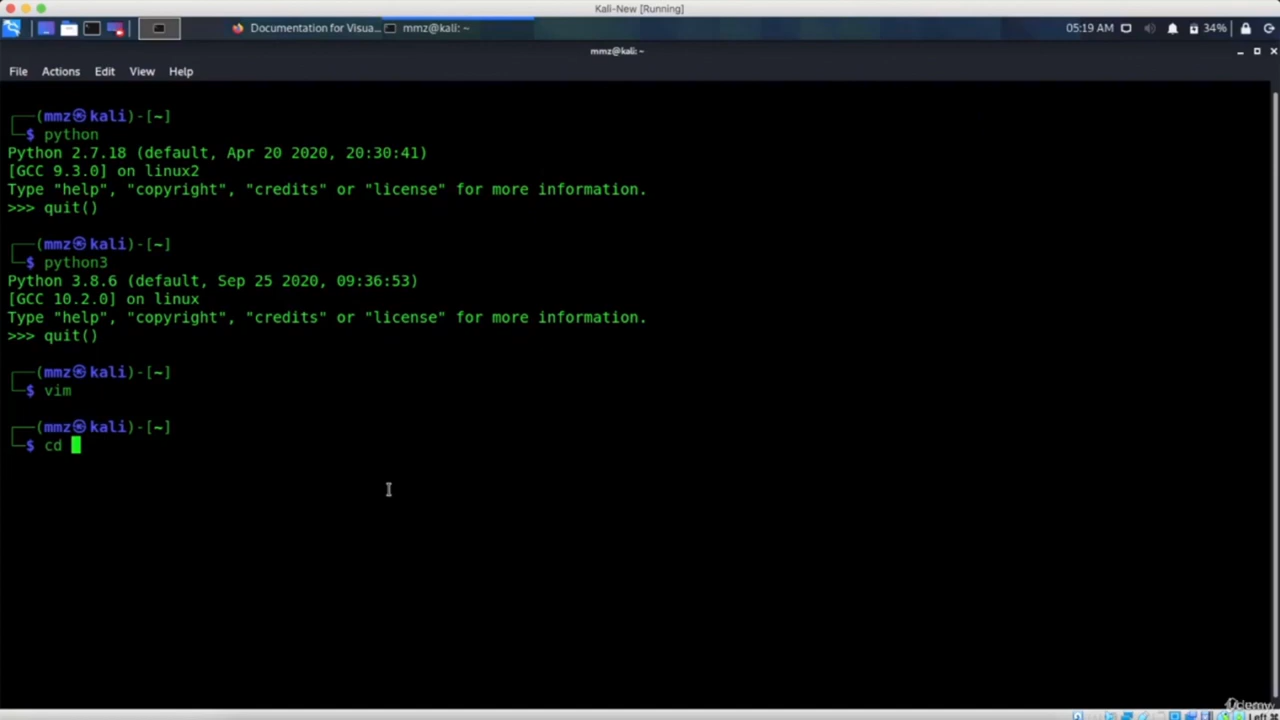 Kali-New [Running]
Documentation for Visua... mmz@kali: ~ 05:19 AM 34%
mmz@kali: ~
File Actions Edit View Help
(mmz㉿kali)-[~]
$ python
Python 2.7.18 (default, Apr 20 2020, 20:30:41)
[GCC 9.3.0] on linux2
Type "help", "copyright", "credits" or "license" for more information.
>>> quit()
(mmz㉿kali)-[~]
$ python3
Python 3.8.6 (default, Sep 25 2020, 09:36:53)
[GCC 10.2.0] on linux
Type "help", "copyright", "credits" or "license" for more information.
>>> quit()
(mmz㉿kali)-[~]
$ vim
(mmz㉿kali)-[~]
$ cd
Udemy
Left ⌘